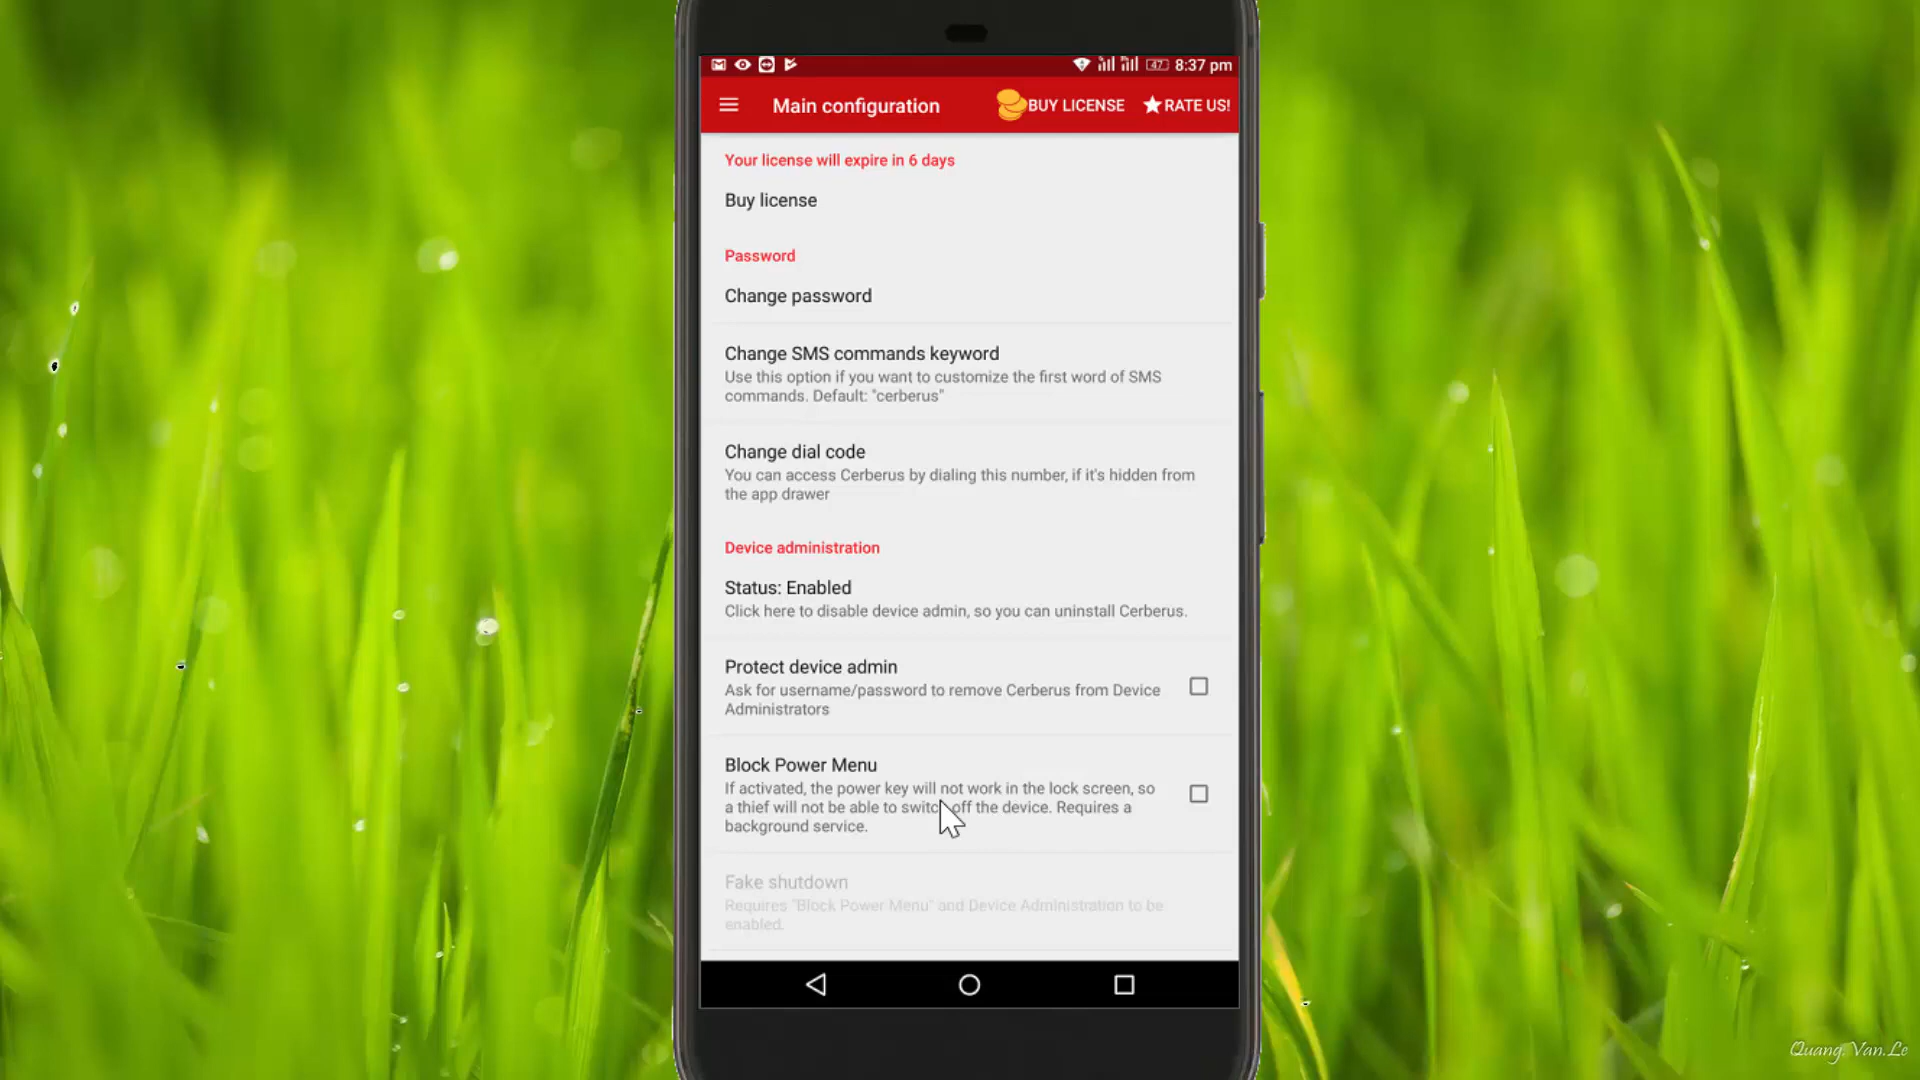 47 8:37 pm
Main configuration BUY LICENSE RATE US!
Your license will expire in 6 days
Buy license
Password
Change password
Change SMS commands keyword
Use this option if you want to customize the first word of SMS
commands. Default: "cerberus"
Change dial code
You can access Cerberus by dialing this number, if it's hidden from
the app drawer
Device administration
Status: Enabled
Click here to disable device admin, so you can uninstall Cerberus.
Protect device admin
Ask for username/password to remove Cerberus from Device
Administrators
Block Power Menu
If activated, the power key will not work in the lock screen, so
a thief will not be able to switch off the device. Requires a
background service.
Fake shutdown
Requires "Block Power Menu" and Device Administration to be
enabled.
Quang.Van.Le